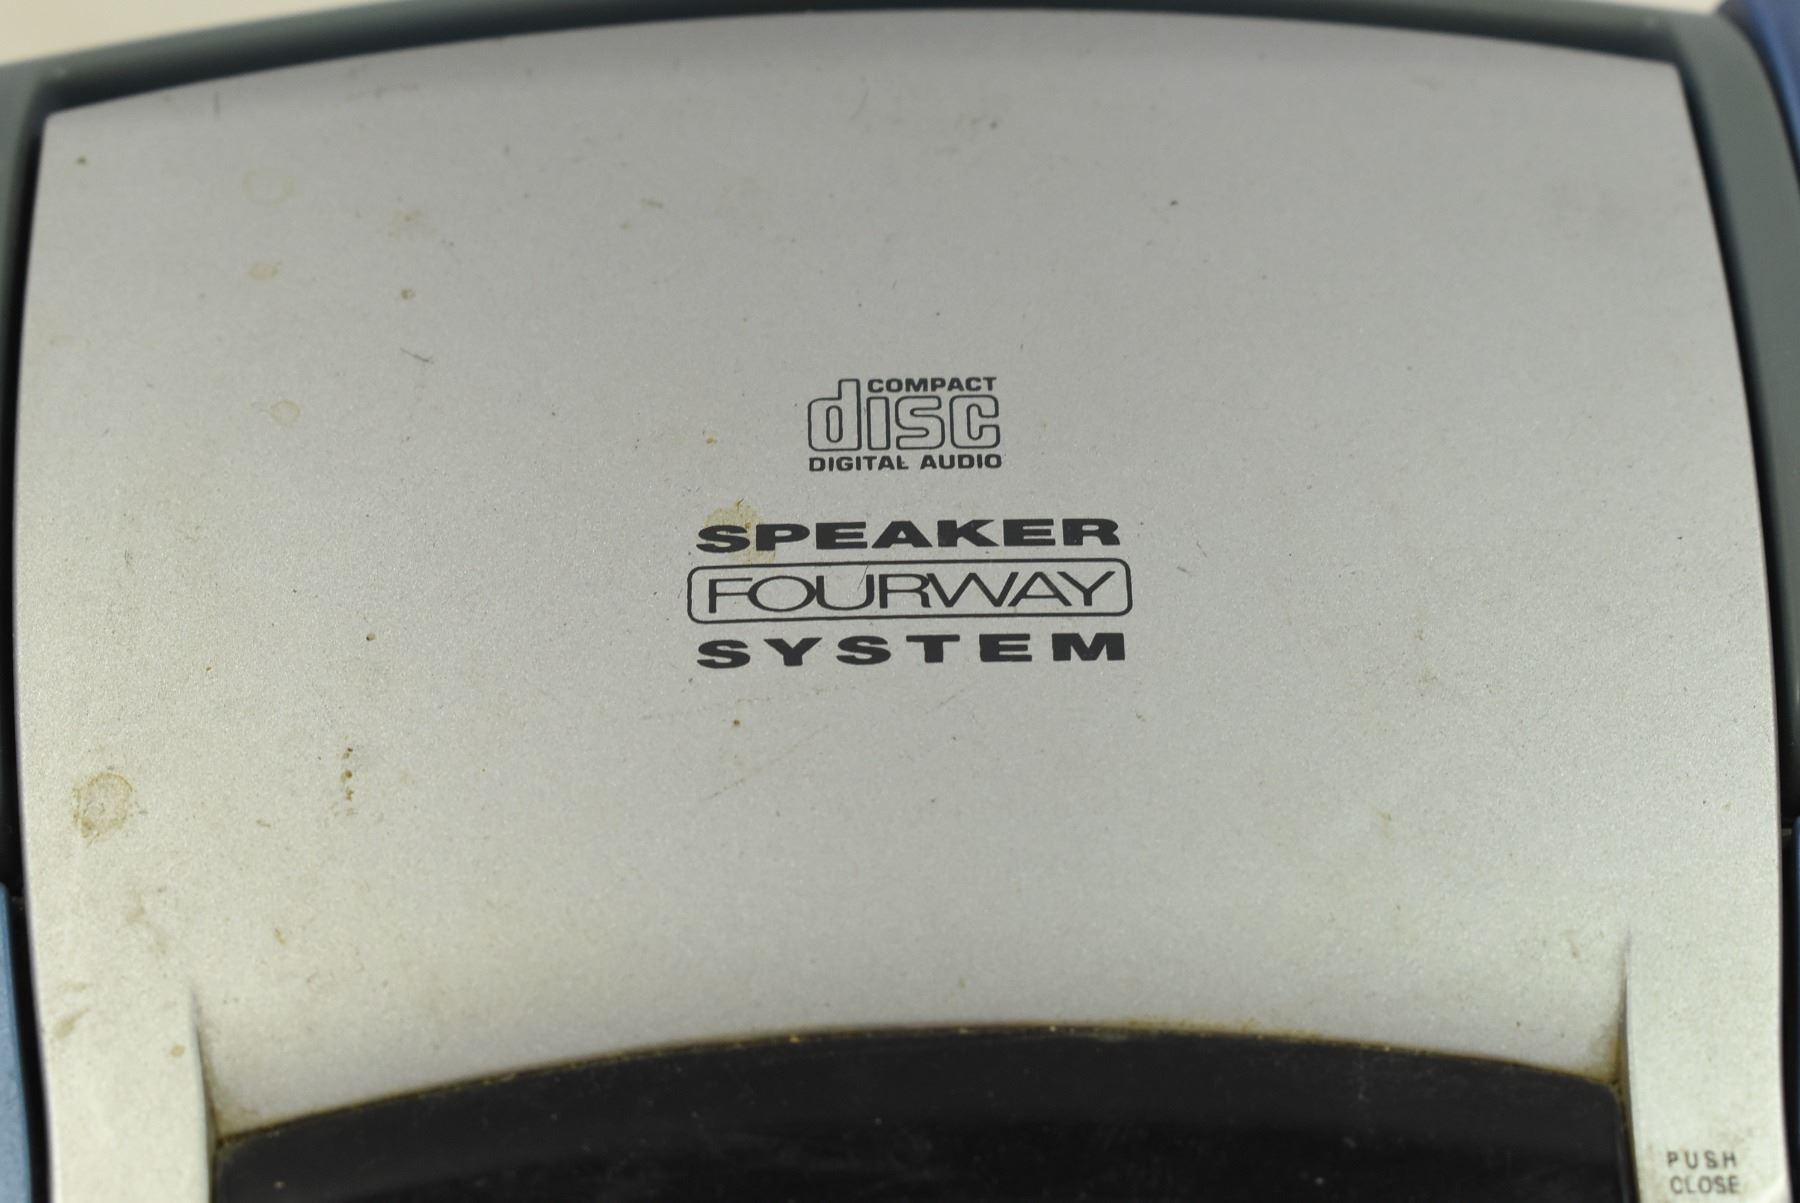 COMPACT
disc
DIGITAL AUDIO
SPEAKER
FOURWAY
SYSTEM
PUSH
CLOSE